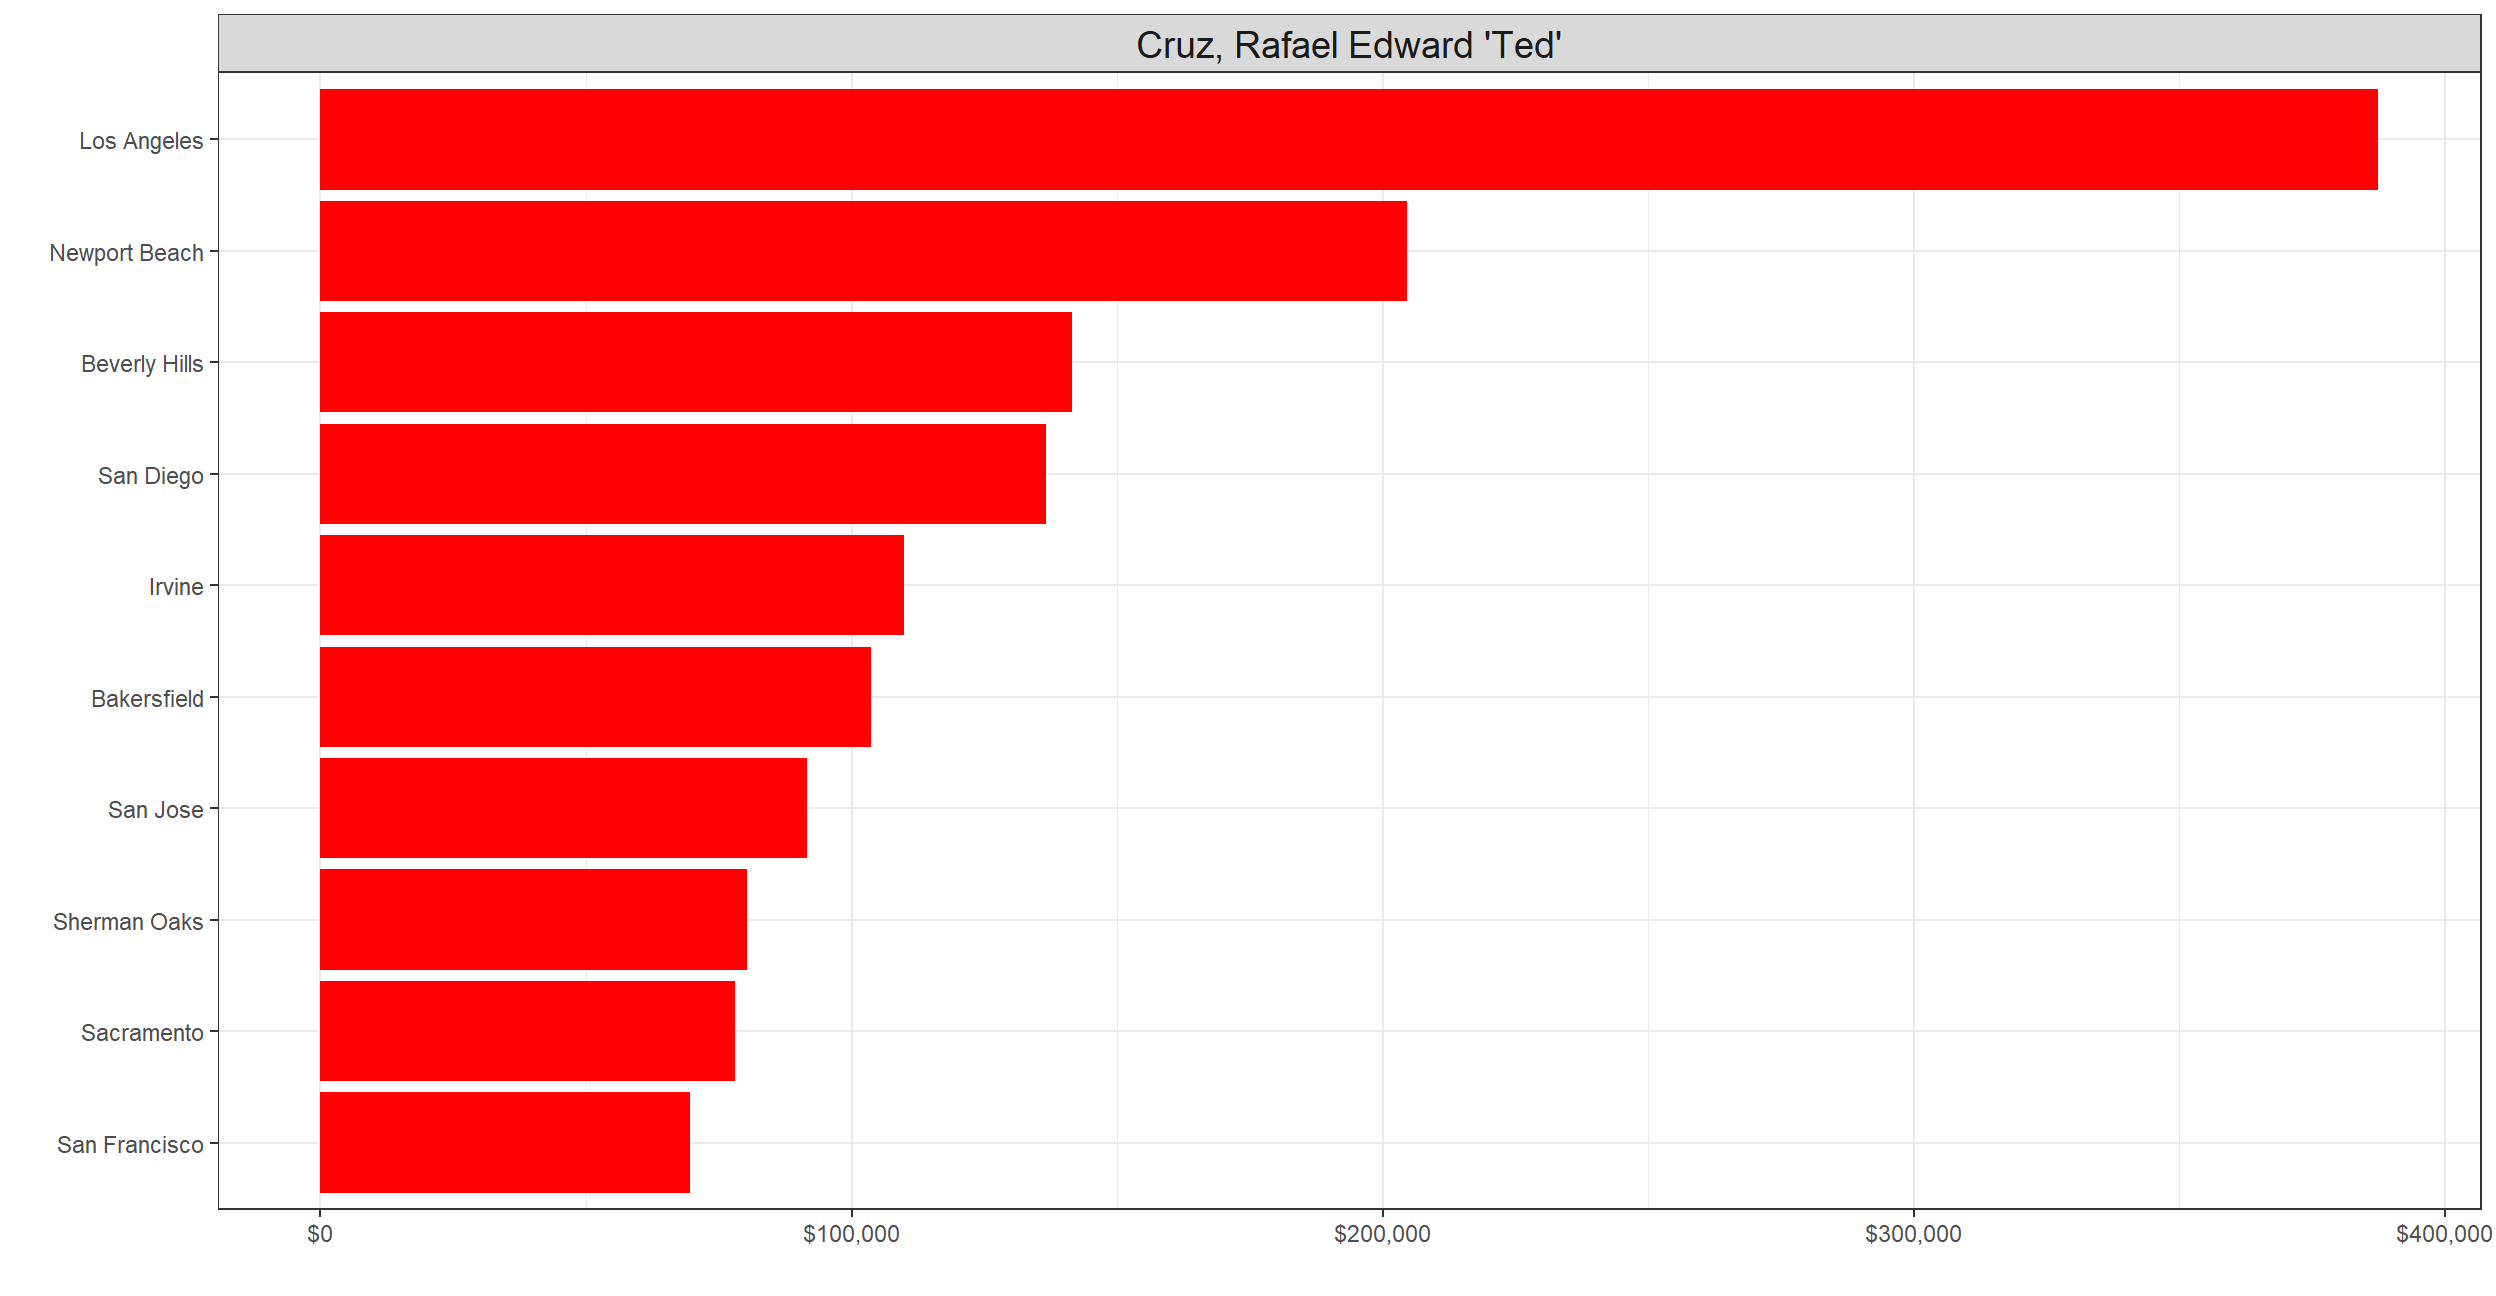 Cruz, Rafael Edward 'Ted'
Los Angeles
Newport Beach
Beverly Hills
San Diego
Irvine
Bakersfield
San Jose
Sherman Oaks
Sacramento
San Francisco
$0 $100,000 $200,000 $300,000 $400,000